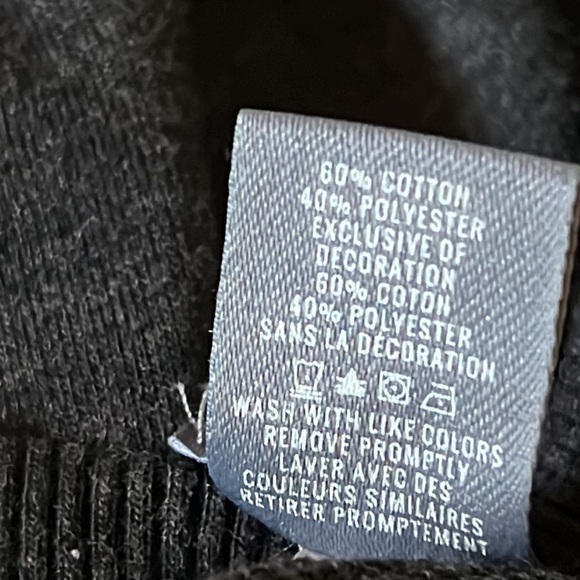 60% COTTON
40% POLYESTER
EXCLUSIVE OF
DECORATION
60% COTON
40% POLYESTER
SANS LA DECORATION
WASH WITH LIKE COLORS
REMOVE PROMPTLY
LAVER AVEC DES
COULEURS SIMILAIRES
RETIRER PROMPTEMENT